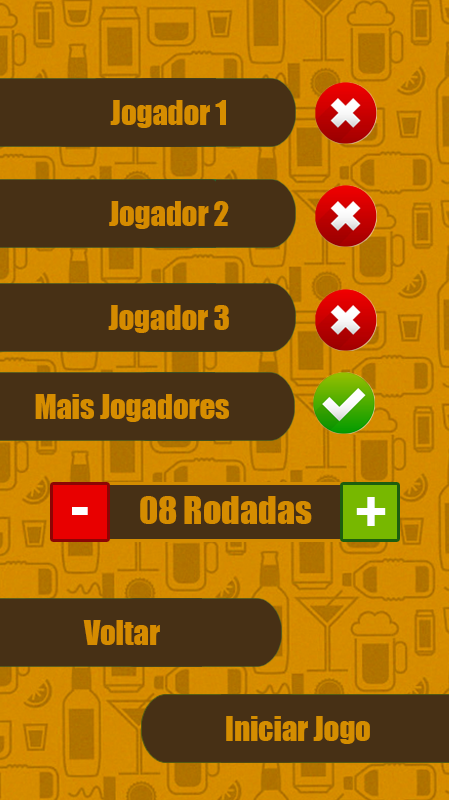 Jogador 1
Jogador 2
Jogador 3
Mais Jogadores
- 08 Rodadas +
Voltar
Iniciar Jogo